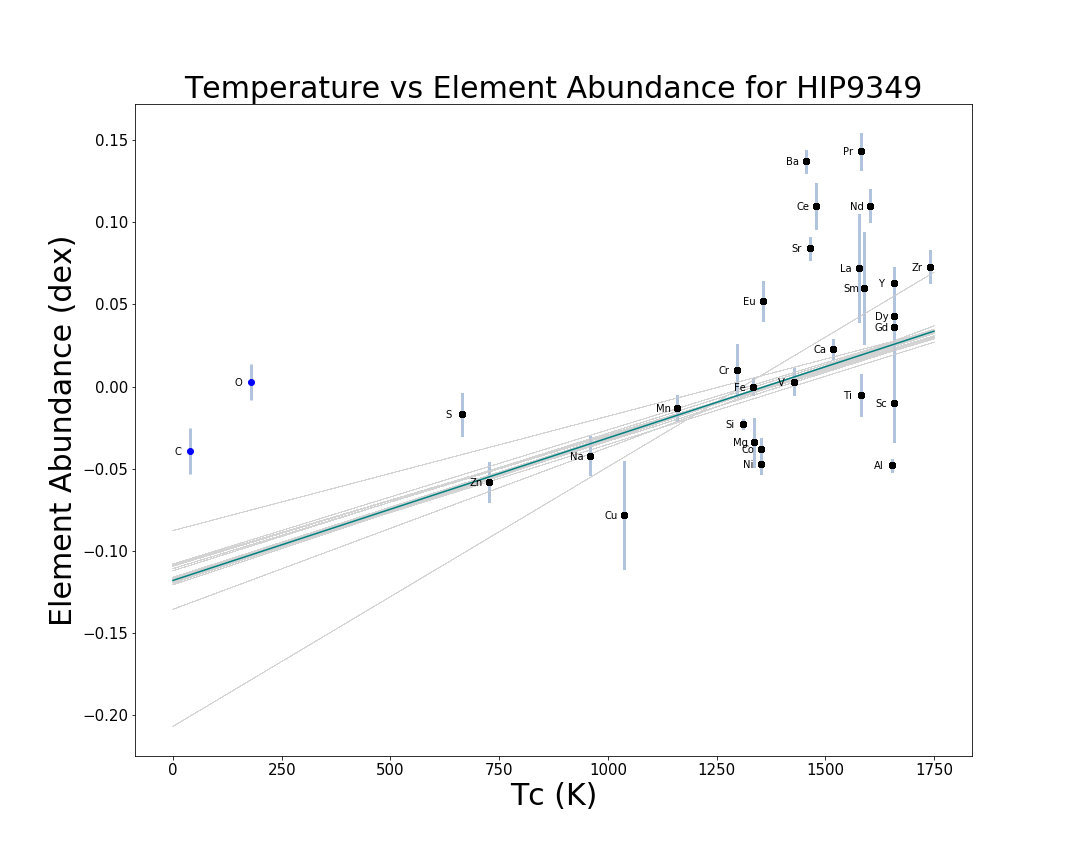 Temperature vs Element Abundance for HIP9349
Element Abundance (dex)
0.15
0.10
0.05
0.00
−0.05
−0.10
−0.15
−0.20
Pr
Ba
Ce
Nd
Sr
La
Zr
Sm
Y
Eu
Dy
Gd
Ca
Cr
O
Fe
V
Ti
Sc
Mn
S
Si
Mg
Co
C
Na
Ni
Al
Zn
Cu
0
250
500
750
1000
1250
1500
1750
Tc (K)